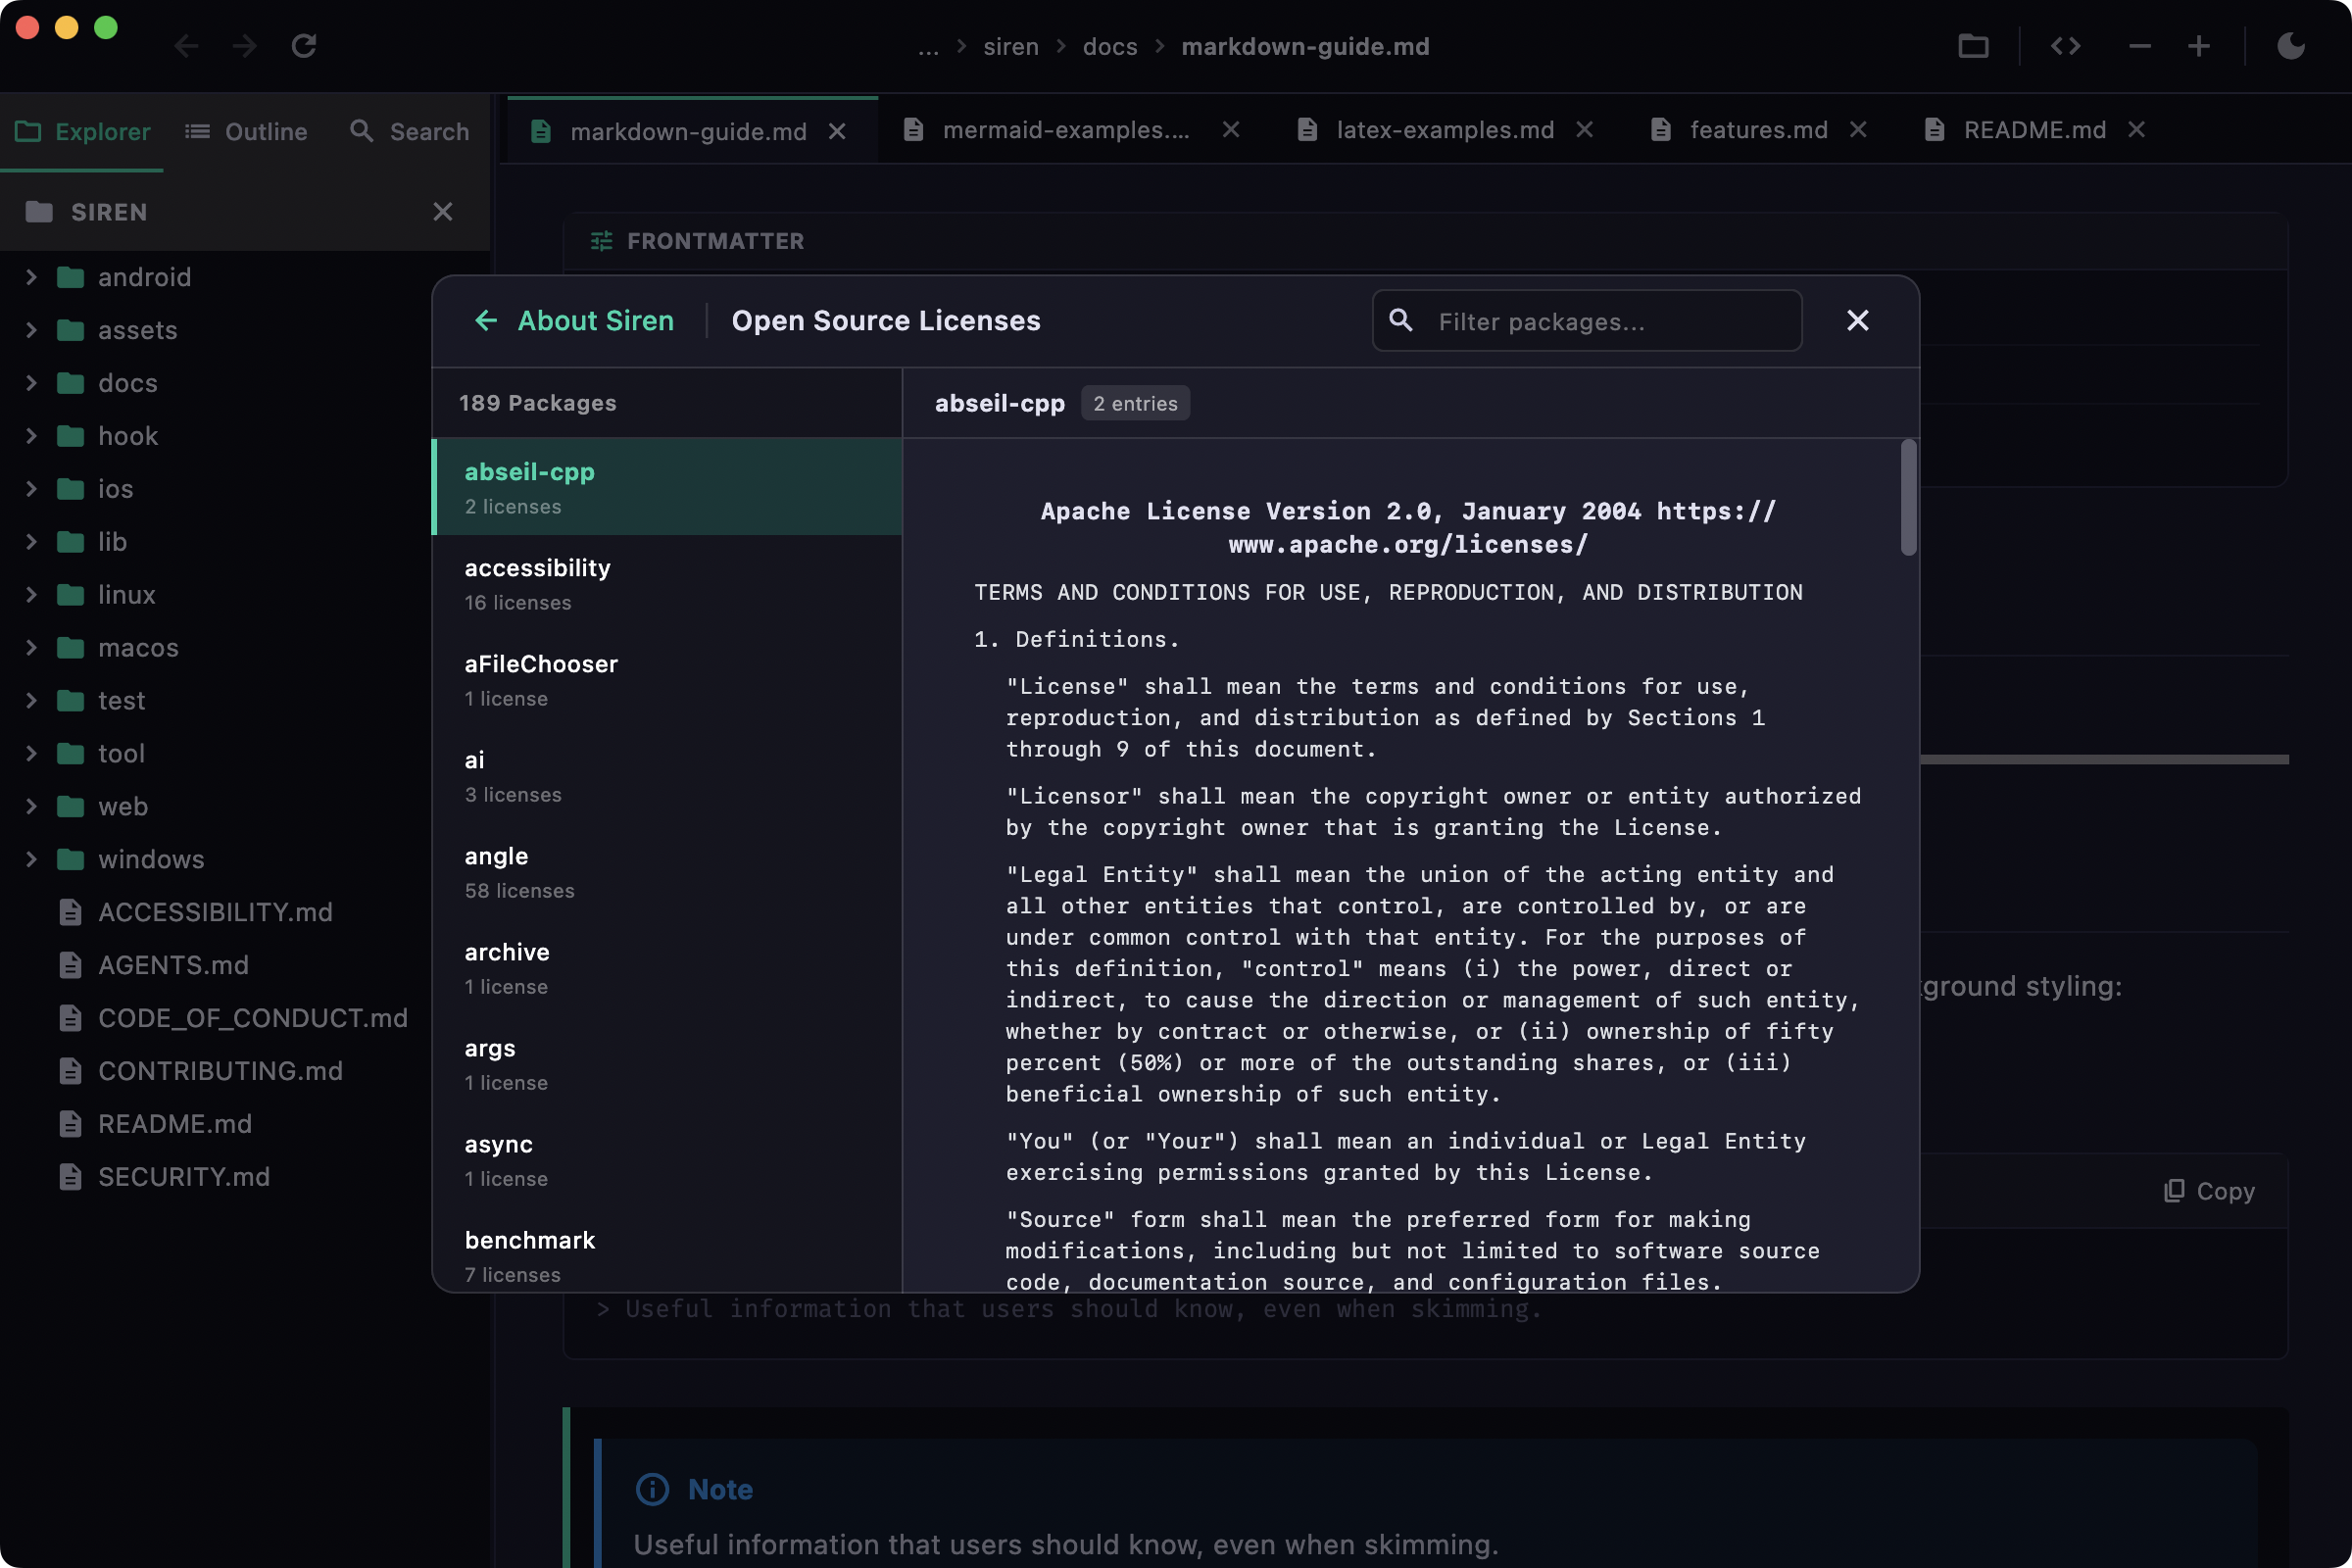 ... > siren > docs > markdown-guide.md
Explorer
Outline
Search
markdown-guide.md
mermaid-examples....
latex-examples.md
features.md
README.md
SIREN
android
assets
docs
hook
ios
lib
linux
macos
test
tool
web
windows
ACCESSIBILITY.md
AGENTS.md
CODE_OF_CONDUCT.md
CONTRIBUTING.md
README.md
SECURITY.md
FRONTMATTER
About Siren
Open Source Licenses
Filter packages...
189 Packages
abseil-cpp
2 licenses
accessibility
16 licenses
aFileChooser
1 license
ai
3 licenses
angle
58 licenses
archive
1 license
args
1 license
async
1 license
benchmark
7 licenses
abseil-cpp
2 entries
Apache License Version 2.0, January 2004 https://
www.apache.org/licenses/
TERMS AND CONDITIONS FOR USE, REPRODUCTION, AND DISTRIBUTION
1. Definitions.
"License" shall mean the terms and conditions for use,
reproduction, and distribution as defined by Sections 1
through 9 of this document.
"Licensor" shall mean the copyright owner or entity authorized
by the copyright owner that is granting the License.
"Legal Entity" shall mean the union of the acting entity and
all other entities that control, are controlled by, or are
under common control with that entity. For the purposes of
this definition, "control" means (i) the power, direct or
indirect, to cause the direction or management of such entity,
whether by contract or otherwise, or (ii) ownership of fifty
percent (50%) or more of the outstanding shares, or (iii)
beneficial ownership of such entity.
"You" (or "Your") shall mean an individual or Legal Entity
exercising permissions granted by this License.
"Source" form shall mean the preferred form for making
modifications, including but not limited to software source
code, documentation source, and configuration files.
styling:
Copy
> Useful information that users should know, even when skimming.
Note
Useful information that users should know, even when skimming.